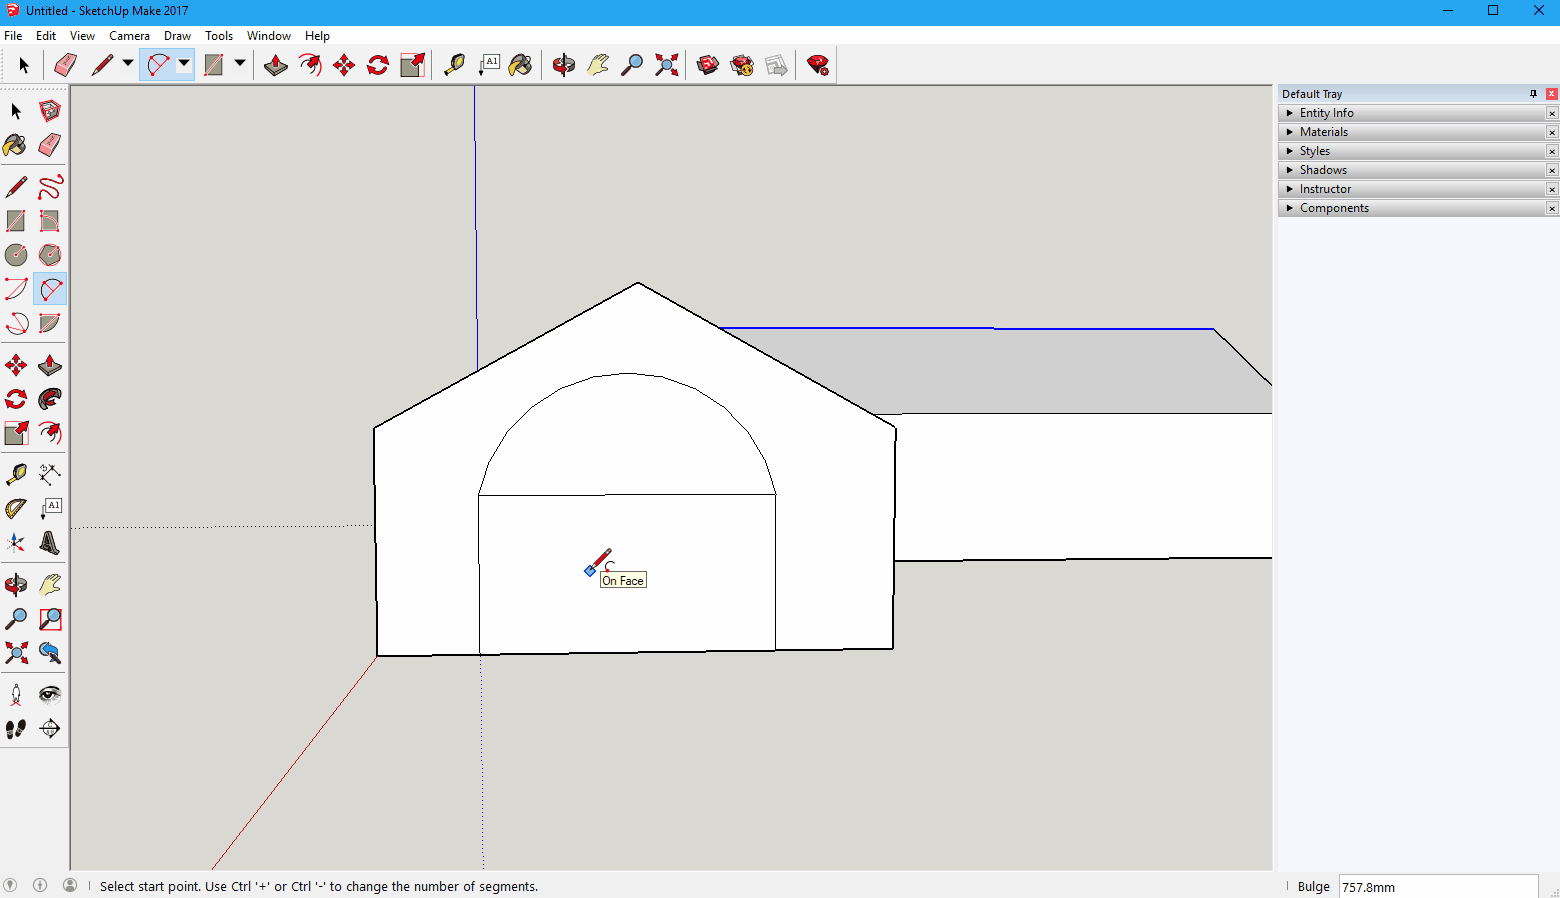 Untitled - SketchUp Make 2017
File Edit View Camera Draw Tools Window Help
A1
Default Tray
Entity Info
Materials
Styles
Shadows
Instructor
Components
A1
On Face
Select start point. Use Ctrl '+' or Ctrl '-' to change the number of segments.
Bulge 757.8mm